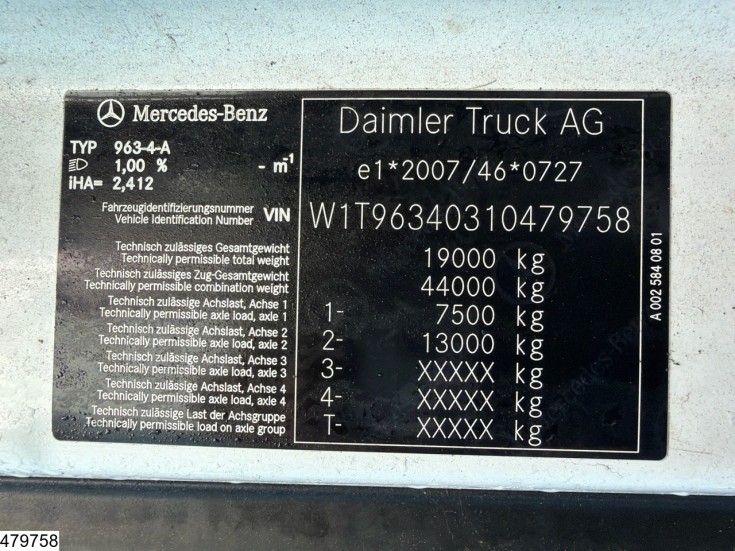 Mercedes-Benz
TYP 963-4-A
1,00 % - m⁻¹
iHA= 2,412
Daimler Truck AG
e1*2007/46*0727
Fahrzeugidentifizierungsnummer
Vehicle Identification Number VIN W1T96340310479758
Technisch zulässiges Gesamtgewicht
Technically permissible total weight 19000 kg
Technisch zulässiges Zug-Gesamtgewicht
Technically permissible combination weight 44000 kg
Technisch zulässige Achslast, Achse 1
Technically permissible axle load, axle 1 1- 7500 kg
Technisch zulässige Achslast, Achse 2
Technically permissible axle load, axle 2 2- 13000 kg
Technisch zulässige Achslast, Achse 3
Technically permissible axle load, axle 3 3- XXXXX kg
Technisch zulässige Achslast, Achse 4
Technically permissible axle load, axle 4 4- XXXXX kg
Technisch zulässige Last der Achsgruppe
Technically permissible load on axle group T- XXXXX kg
A 002 584 08 01
479758